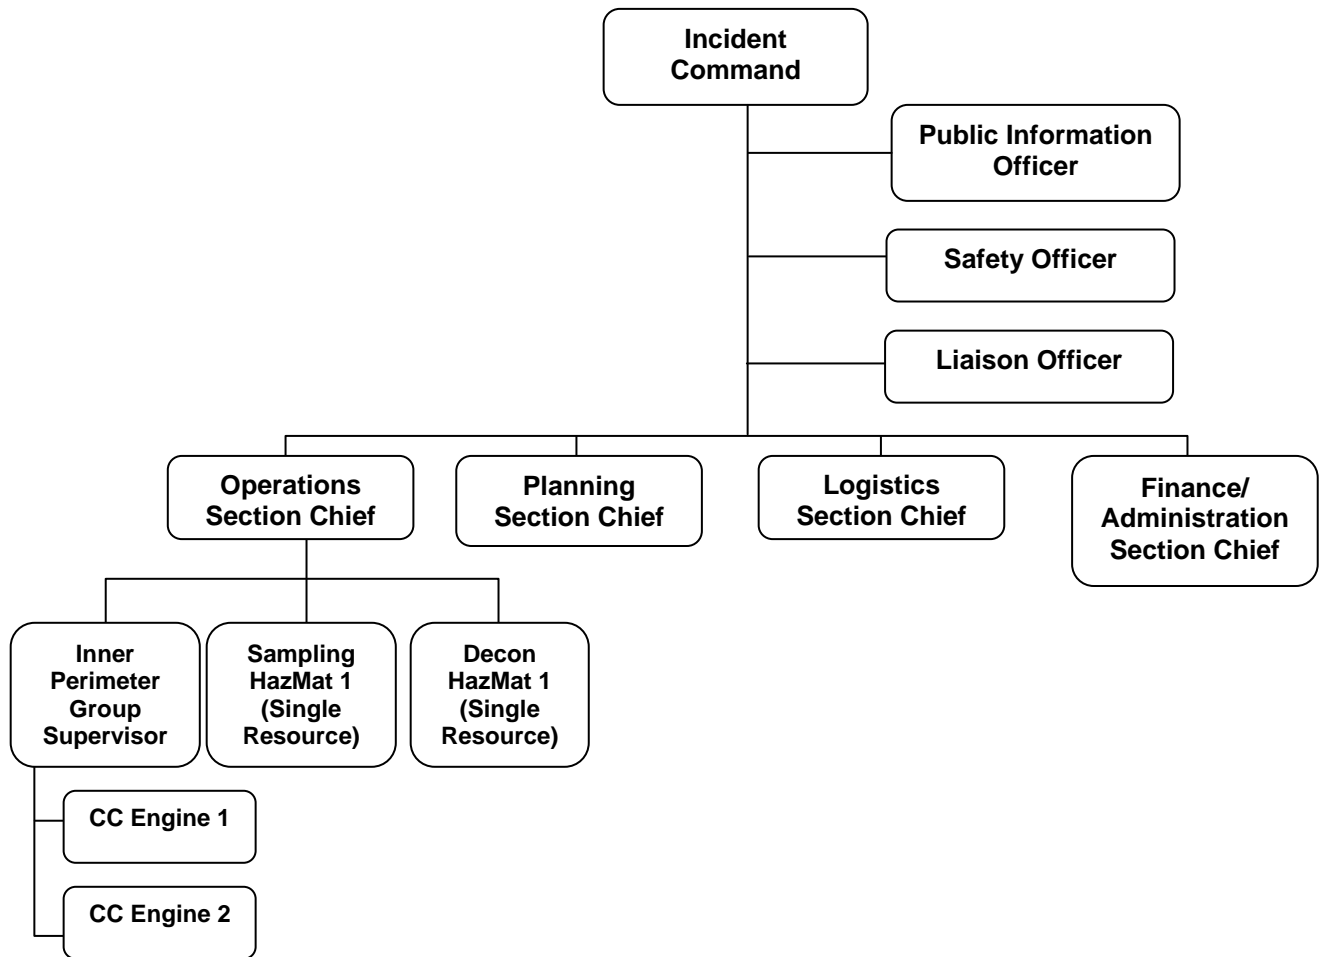 Incident
Command
Public Information
Officer
Safety Officer
Liaison Officer
Operations
Section Chief
Planning
Section Chief
Logistics
Section Chief
Finance/
Administration
Section Chief
Inner
Perimeter
Group
Supervisor
Sampling
HazMat 1
(Single
Resource)
Decon
HazMat 1
(Single
Resource)
CC Engine 1
CC Engine 2